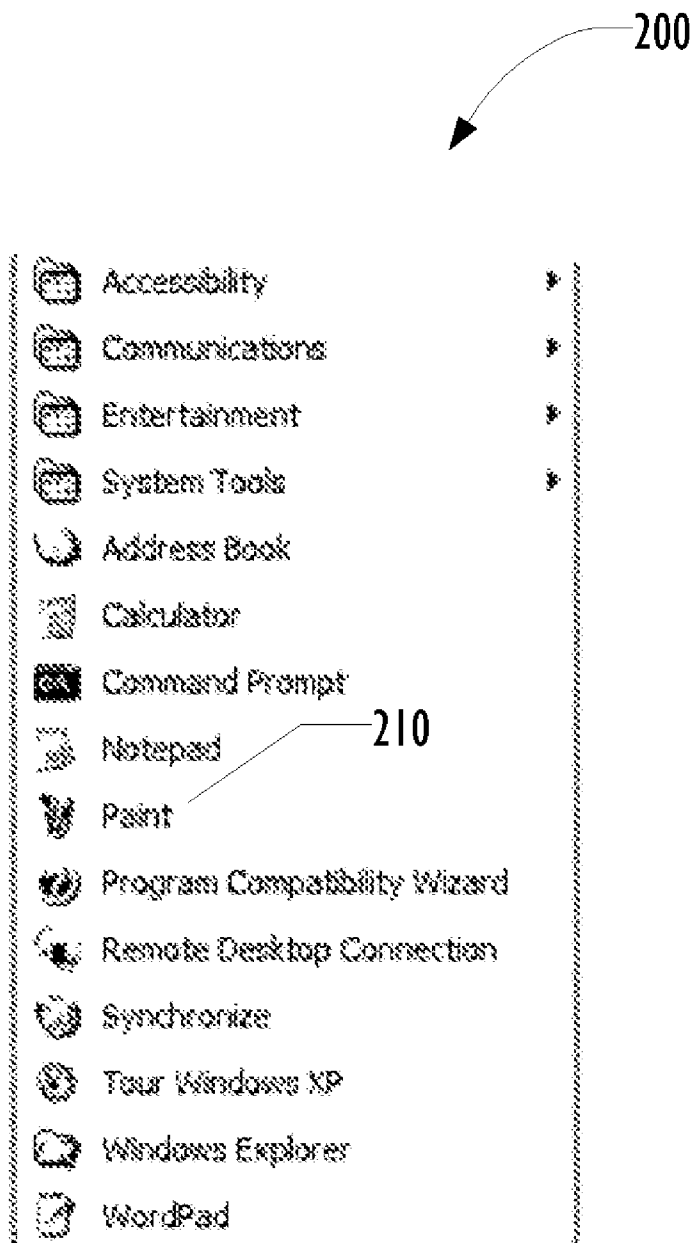 200
Accessibility
Communications
Entertainment
System Tools
Address Book
Calculator
Command Prompt
Notepad
210
Paint
Program Compatibility Wizard
Remote Desktop Connection
Synchronize
Tour Windows XP
Windows Explorer
WordPad